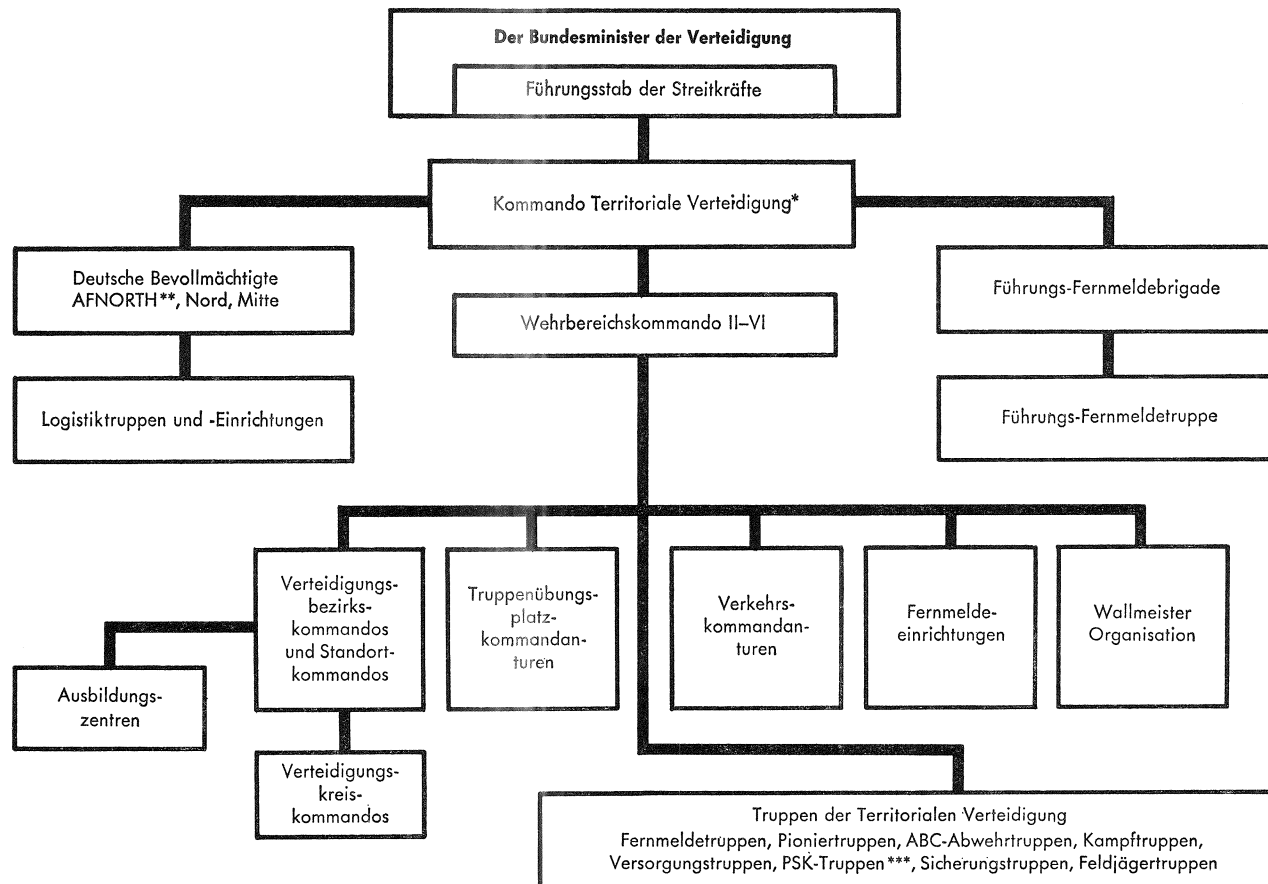 Der Bundesminister der Verteidigung
Führungsstab der Streitkräfte
Kommando Territoriale Verteidigung*
Deutsche Bevollmächtigte
AFNORTH**, Nord, Mitte
Führungs-Fernmeldebrigade
Wehrbereichskommando II–VI
Logistiktruppen und -Einrichtungen
Führungs-Fernmeldetruppe
Verteidigungs-
bezirks-
kommandos
und Standort-
kommandos
Truppenübungs-
platz-
kommandan-
turen
Verkehrs-
kommandan-
turen
Fernmelde-
einrichtungen
Wallmeister
Organisation
Ausbildungs-
zentren
Verteidigungs-
kreis-
kommandos
Truppen der Territorialen Verteidigung
Fernmeldetruppen, Pioniertruppen, ABC-Abwehrtruppen, Kampftruppen,
Versorgungstruppen, PSK-Truppen***, Sicherungstruppen, Feldjägertruppen